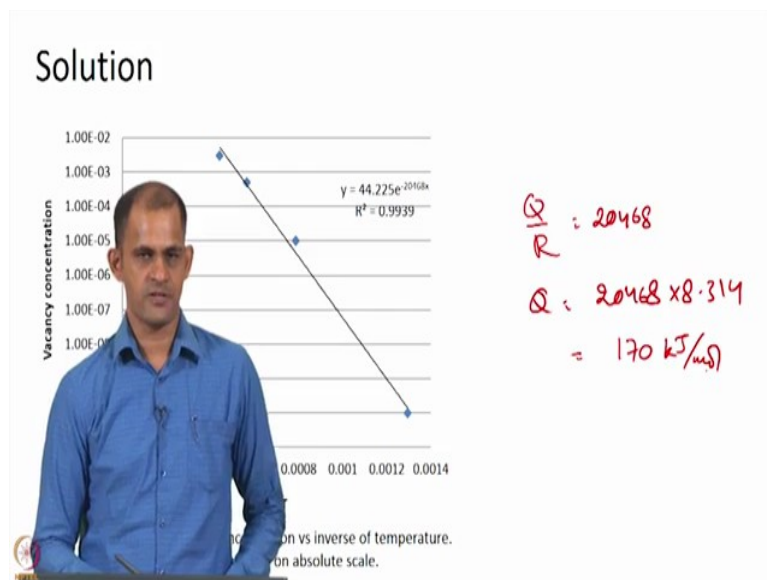 Solution
1.00E-02
1.00E-03
1.00E-04
1.00E-05
1.00E-06
1.00E-07
Vacancy concentration
y = 44.225e^-20468x
R² = 0.9939
0.0008 0.001 0.0012 0.0014
on vs inverse of temperature.
on absolute scale.
Q/R : 20468
Q : 20468 x 8.314
= 170 kJ/mol